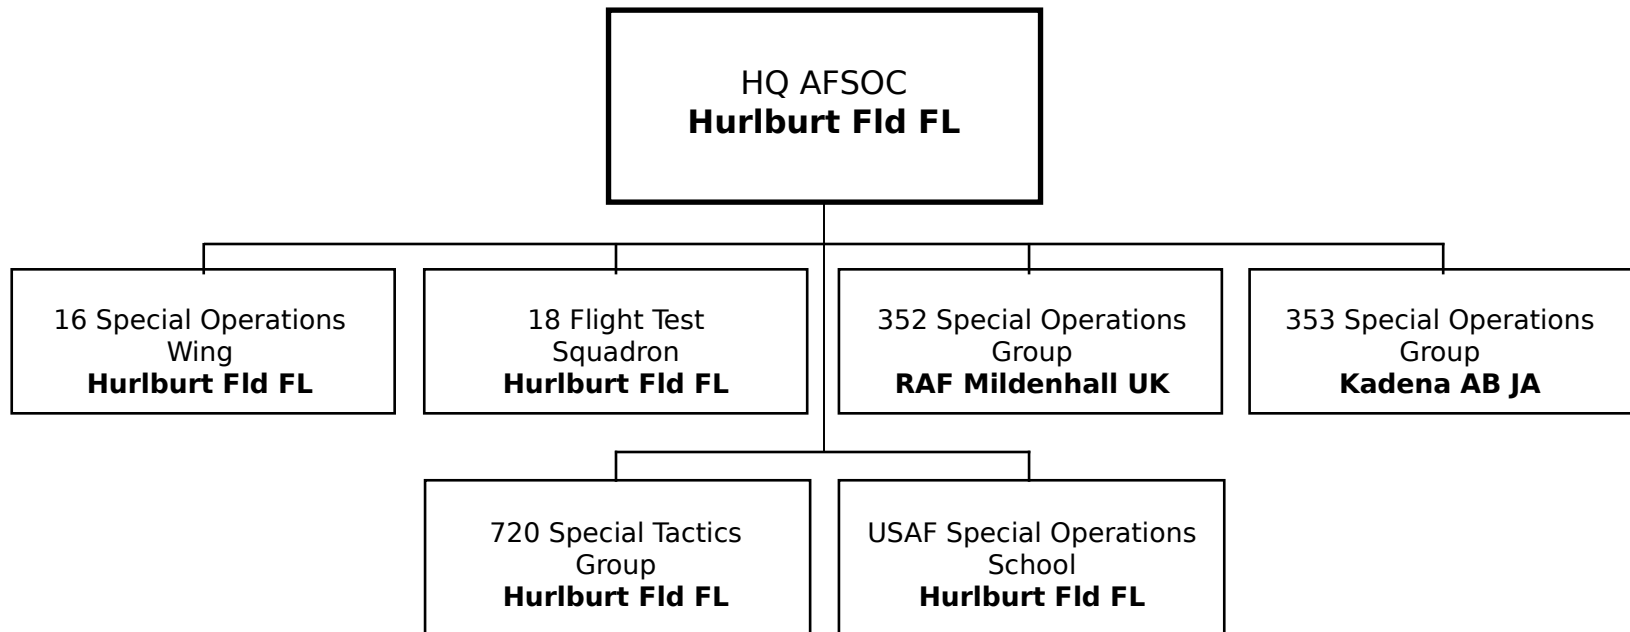 HQ AFSOC
Hurlburt Fld FL
16 Special Operations
Wing
Hurlburt Fld FL
18 Flight Test
Squadron
Hurlburt Fld FL
352 Special Operations
Group
RAF Mildenhall UK
353 Special Operations
Group
Kadena AB JA
720 Special Tactics
Group
Hurlburt Fld FL
USAF Special Operations
School
Hurlburt Fld FL